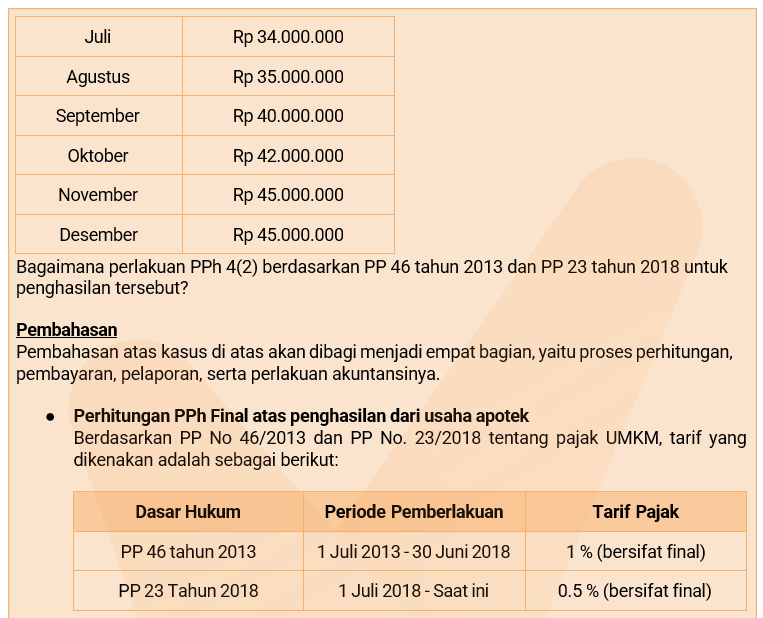 Juli Rp 34.000.000
Agustus Rp 35.000.000
September Rp 40.000.000
Oktober Rp 42.000.000
November Rp 45.000.000
Desember Rp 45.000.000
Bagaimana perlakuan PPh 4(2) berdasarkan PP 46 tahun 2013 dan PP 23 tahun 2018 untuk
penghasilan tersebut?
Pembahasan
Pembahasan atas kasus di atas akan dibagi menjadi empat bagian, yaitu proses perhitungan,
pembayaran, pelaporan, serta perlakuan akuntansinya.
● Perhitungan PPh Final atas penghasilan dari usaha apotek
Berdasarkan PP No 46/2013 dan PP No. 23/2018 tentang pajak UMKM, tarif yang
dikenakan adalah sebagai berikut:
Dasar Hukum Periode Pemberlakuan Tarif Pajak
PP 46 tahun 2013 1 Juli 2013 - 30 Juni 2018 1 % (bersifat final)
PP 23 Tahun 2018 1 Juli 2018 - Saat ini 0.5 % (bersifat final)